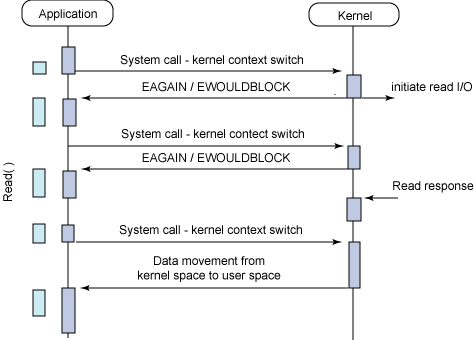 Application
Kernel
System call - kernel context switch
EAGAIN / EWOULDBLOCK
initiate read I/O
System call - kernel contect switch
EAGAIN / EWOULDBLOCK
Read( )
Read response
System call - kernel context switch
Data movement from
kernel space to user space